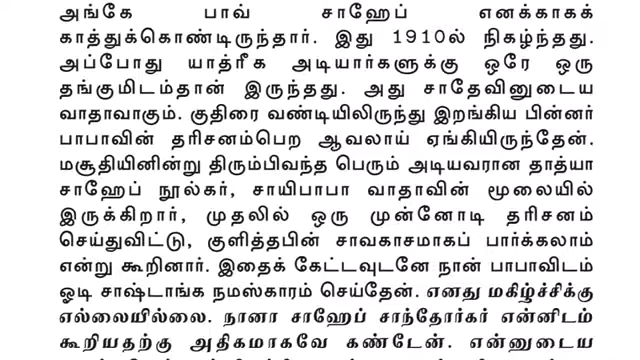 அங்கே பாவ் சாஹேப் எனக்காகக்
காத்துக்கொண்டிருந்தார். இது 1910ல் நிகழ்ந்தது.
அப்போது யாத்ரீக அடியார்களுக்கு ஒரே ஒரு
தங்குமிடம்தான் இருந்தது. அது சாதேவினுடைய
வாதாவாகும். குதிரை வண்டியிலிருந்து இறங்கிய பின்னர்
பாபாவின் தரிசனம்பெற ஆவலாய் ஏங்கியிருந்தேன்.
மசூதியினின்று திரும்பிவந்த பெரும் அடியவரான தாத்யா
சாஹேப் நூல்கர், சாயிபாபா வாதாவின் மூலையில்
இருக்கிறார், முதலில் ஒரு முன்னோடி தரிசனம்
செய்துவிட்டு, குளித்தபின் சாவகாசமாகப் பார்க்கலாம்
என்று கூறினார். இதைக் கேட்டவுடனே நான் பாபாவிடம்
ஓடி சாஷ்டாங்க நமஸ்காரம் செய்தேன். எனது மகிழ்ச்சிக்கு
எல்லையில்லை. நானா சாஹேப் சாந்தோர்கர் என்னிடம்
கூறியதற்கு அதிகமாகவே கண்டேன். என்னுடைய